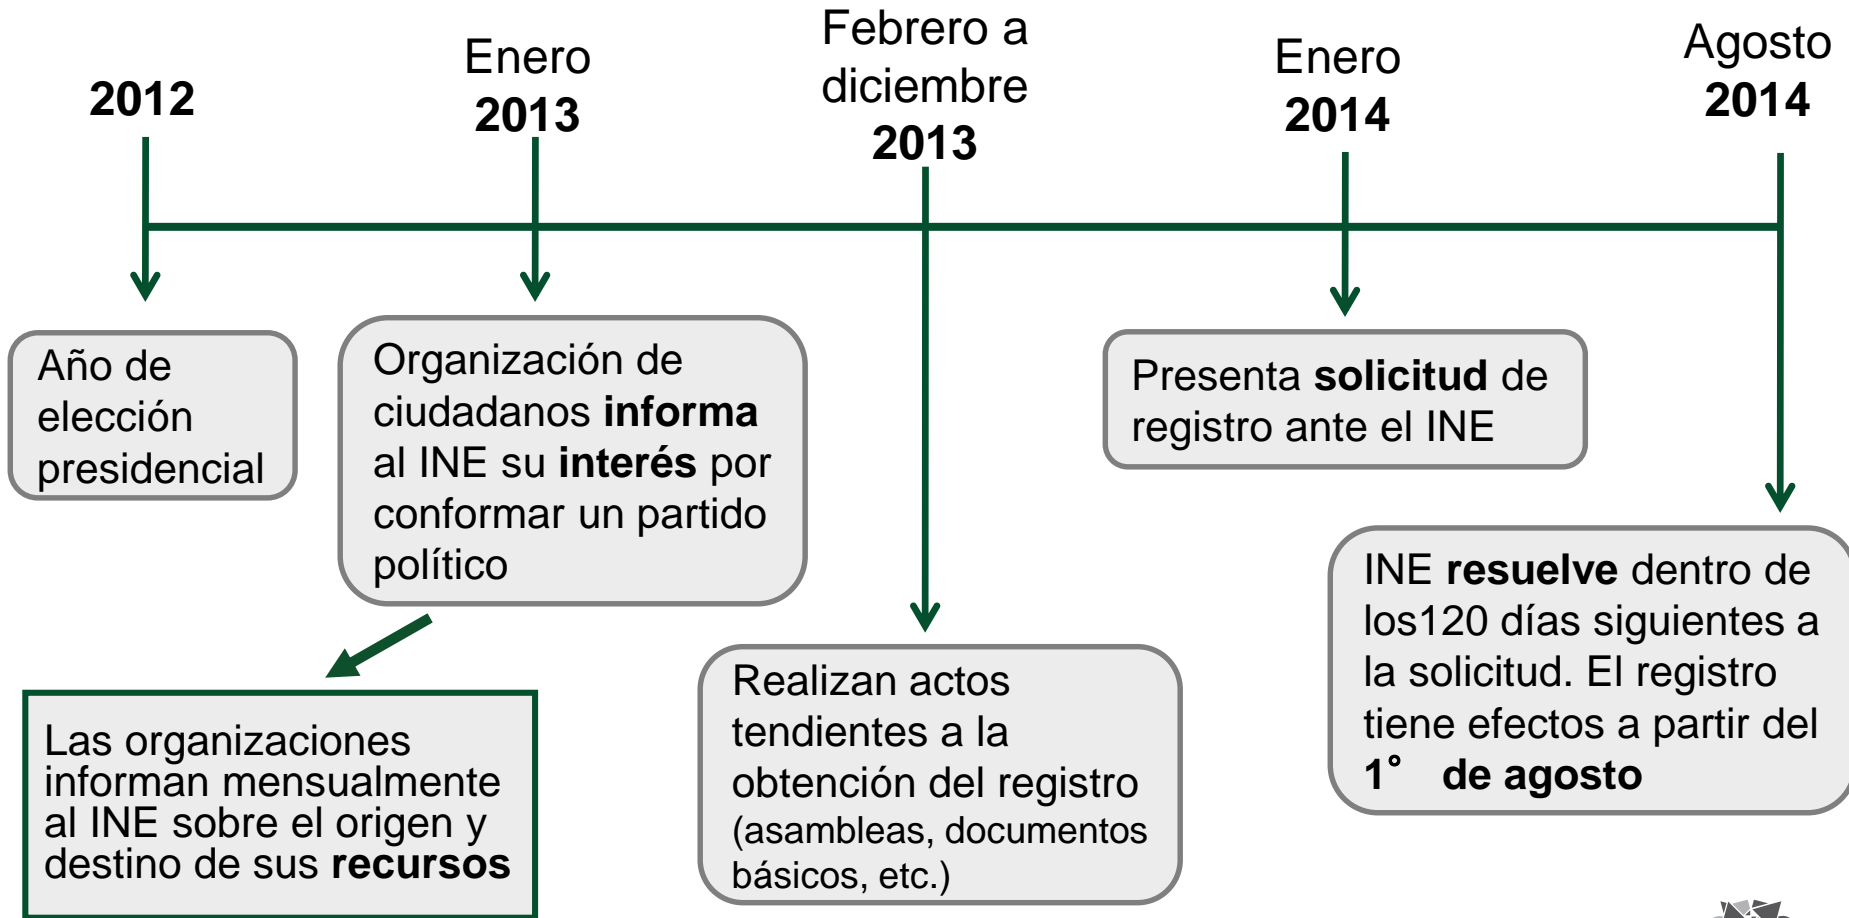 2012
Enero
2013
Febrero a
diciembre
2013
Enero
2014
Agosto
2014
Año de
elección
presidencial
Organización de
ciudadanos informa
al INE su interés por
conformar un partido
político
Las organizaciones
informan mensualmente
al INE sobre el origen y
destino de sus recursos
Realizan actos
tendientes a la
obtención del registro
(asambleas, documentos
básicos, etc.)
Presenta solicitud de
registro ante el INE
INE resuelve dentro de
los120 días siguientes a
la solicitud. El registro
tiene efectos a partir del
1° de agosto